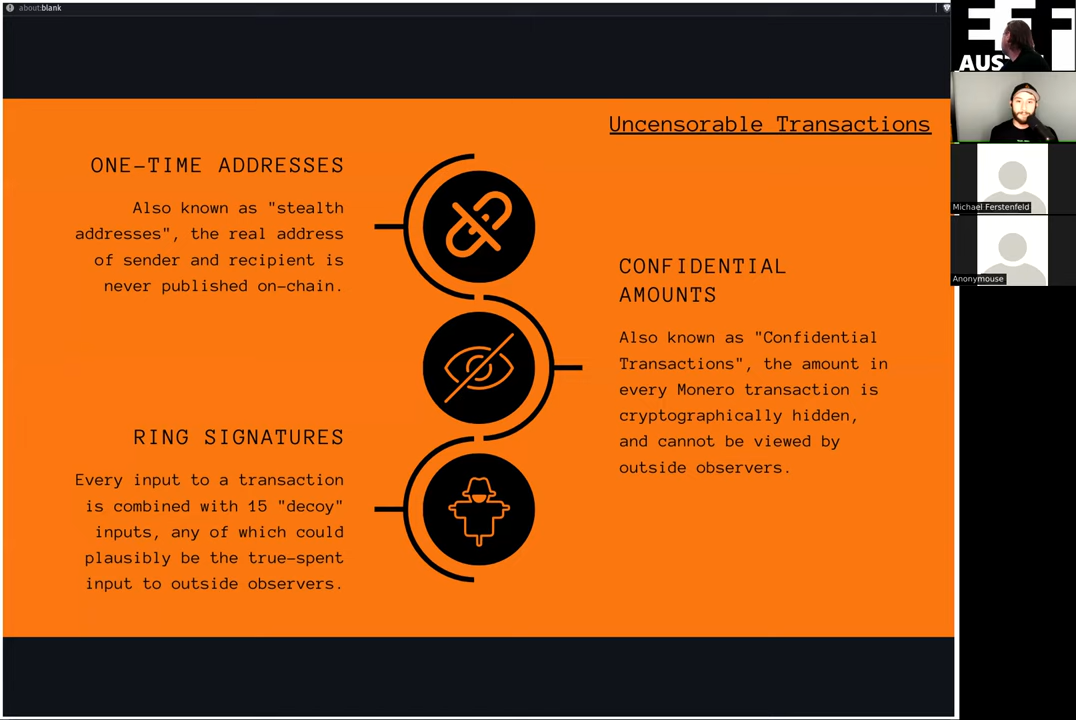 about:blank
Uncensorable Transactions
ONE-TIME ADDRESSES
Also known as "stealth
addresses", the real address
of sender and recipient is
never published on-chain.
CONFIDENTIAL
AMOUNTS
Also known as "Confidential
Transactions", the amount in
every Monero transaction is
cryptographically hidden,
and cannot be viewed by
outside observers.
RING SIGNATURES
Every input to a transaction
is combined with 15 "decoy"
inputs, any of which could
plausibly be the true-spent
input to outside observers.
EFF
AUS
Michael Ferstenfeld
Anonymouse